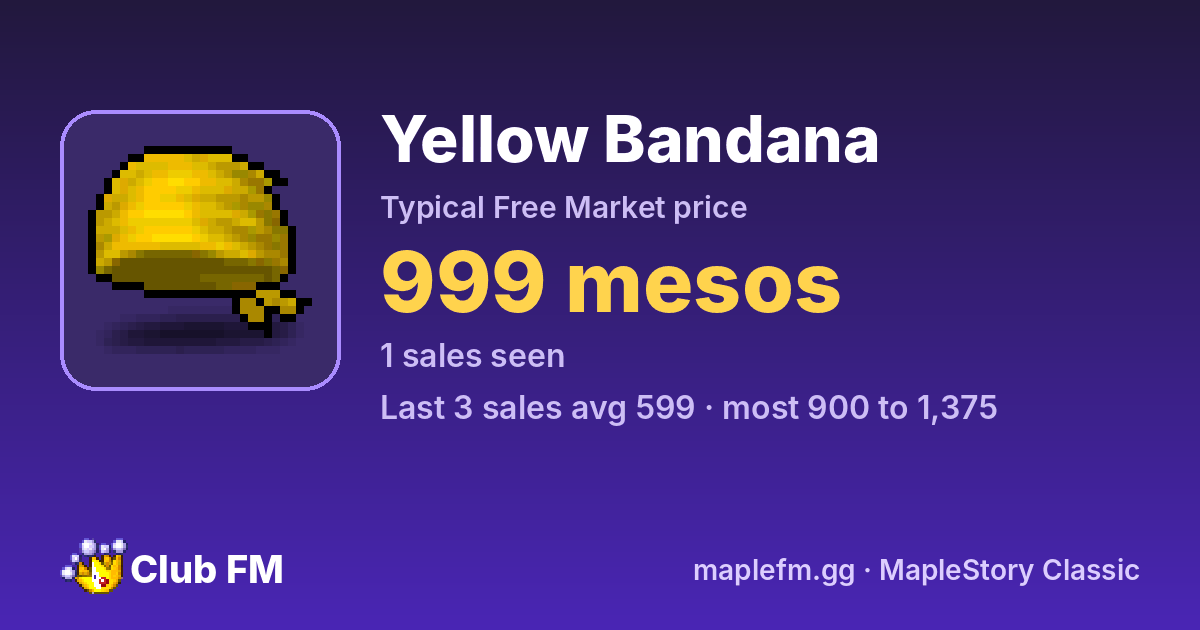 Yellow Bandana
Typical Free Market price
999 mesos
1 sales seen
Last 3 sales avg 599 · most 900 to 1,375
Club FM
maplefm.gg · MapleStory Classic